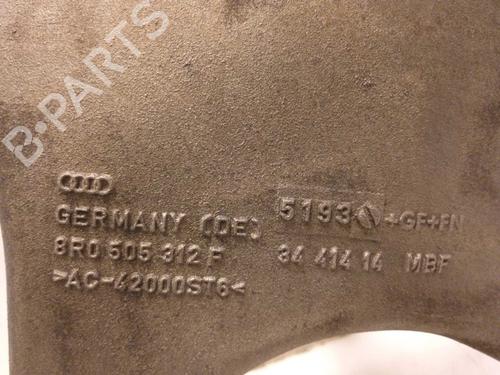 B-PARTS
GERMANY (DE) 5193 +GF+FN
8R0 505 312 F 34 414 14 MBF
>AC-42000ST6<